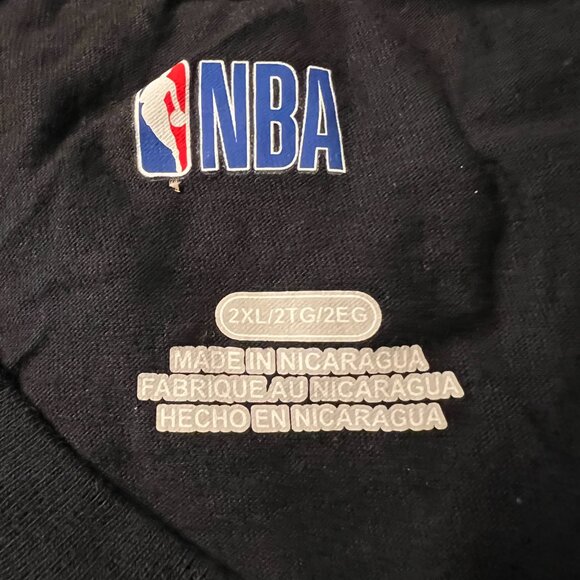 NBA
2XL/2TG/2EG
MADE IN NICARAGUA
FABRIQUE AU NICARAGUA
HECHO EN NICARAGUA